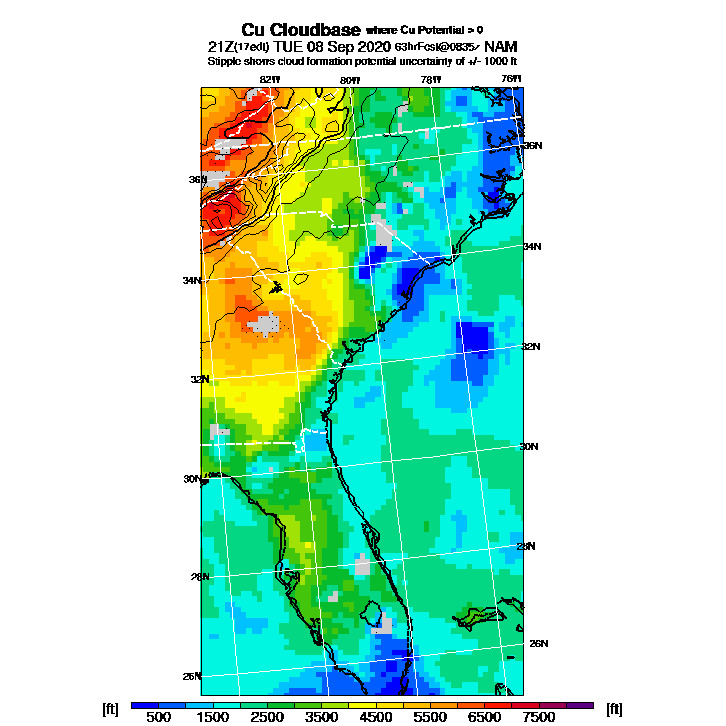 Cu Cloudbase where Cu Potential > 0
21Z(17edt) TUE 08 Sep 2020 63hrFcst@0835z NAM
Stipple shows cloud formation potential uncertainty of +/- 1000 ft
82W 80W 78W 76W
36N 36N
34N 34N
32N 32N
30N 30N
28N 28N
26N 26N
[ft] 500 1500 2500 3500 4500 5500 6500 7500 [ft]